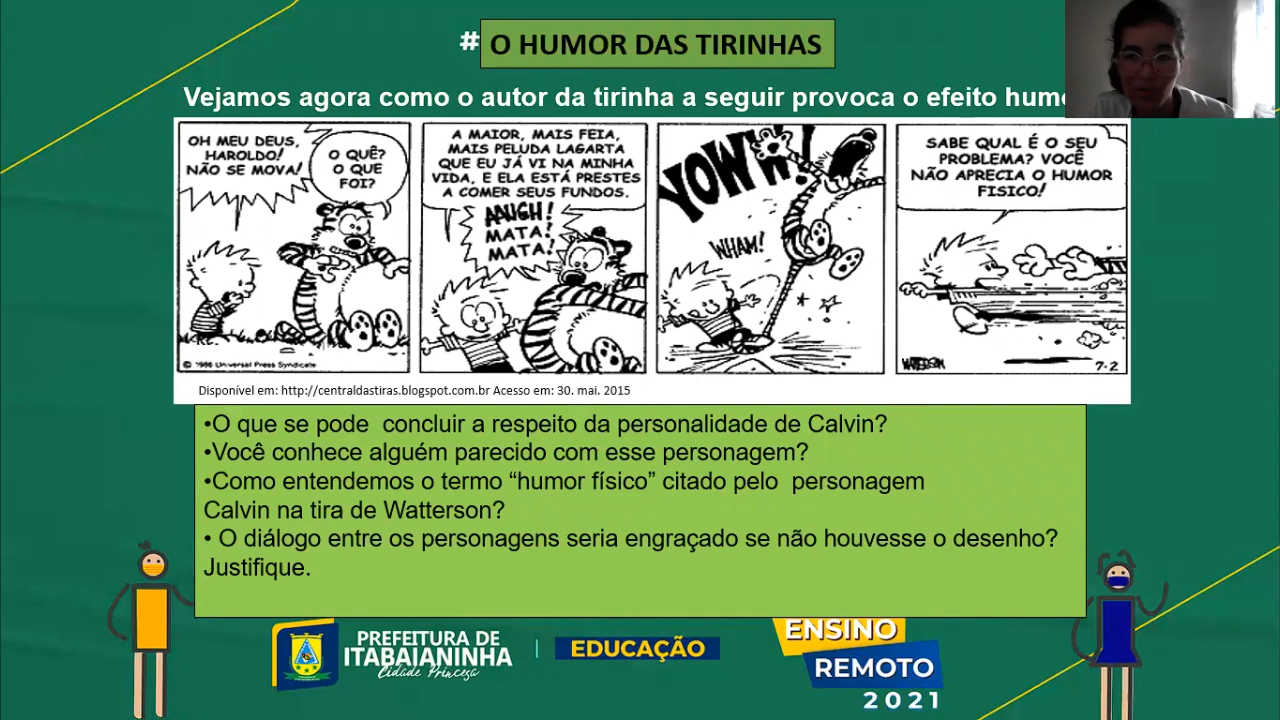 # O HUMOR DAS TIRINHAS
Vejamos agora como o autor da tirinha a seguir provoca o efeito
OH MEU DEUS,
HAROLDO!
NÃO SE MOVA!
O QUÊ?
O QUE
FOI?
© 1986 Universal Press Syndicate
A MAIOR, MAIS FEIA,
MAIS PELUDA LAGARTA
QUE EU JÁ VI NA MINHA
VIDA, E ELA ESTÁ PRESTES
A COMER SEUS FUNDOS.
AAUGH!
MATA!
MATA!
YOWW!
WHAM!
SABE QUAL É O SEU
PROBLEMA? VOCÊ
NÃO APRECIA O HUMOR
FISICO!
WATTERSON
7-2
Disponível em: http://centraldastiras.blogspot.com.br Acesso em: 30. mai. 2015
•O que se pode concluir a respeito da personalidade de Calvin?
•Você conhece alguém parecido com esse personagem?
•Como entendemos o termo “humor físico” citado pelo personagem
Calvin na tira de Watterson?
• O diálogo entre os personagens seria engraçado se não houvesse o desenho?
Justifique.
PREFEITURA DE
ITABAIANINHA
Cidade Princesa
EDUCAÇÃO
ENSINO
REMOTO
2021